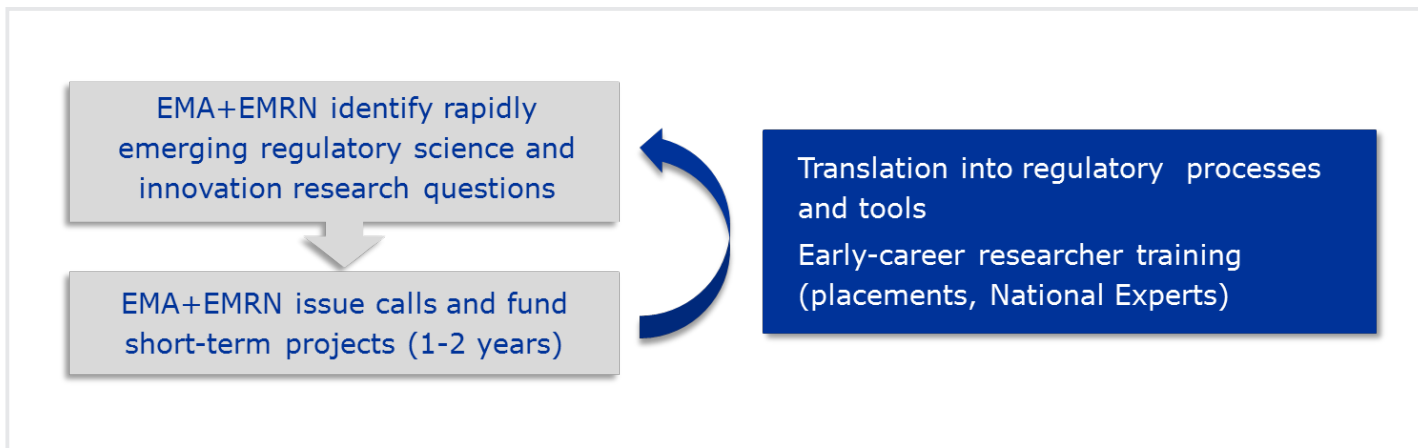 EMA+EMRN identify rapidly
emerging regulatory science and
innovation research questions
EMA+EMRN issue calls and fund
short-term projects (1-2 years)
Translation into regulatory processes
and tools
Early-career researcher training
(placements, National Experts)